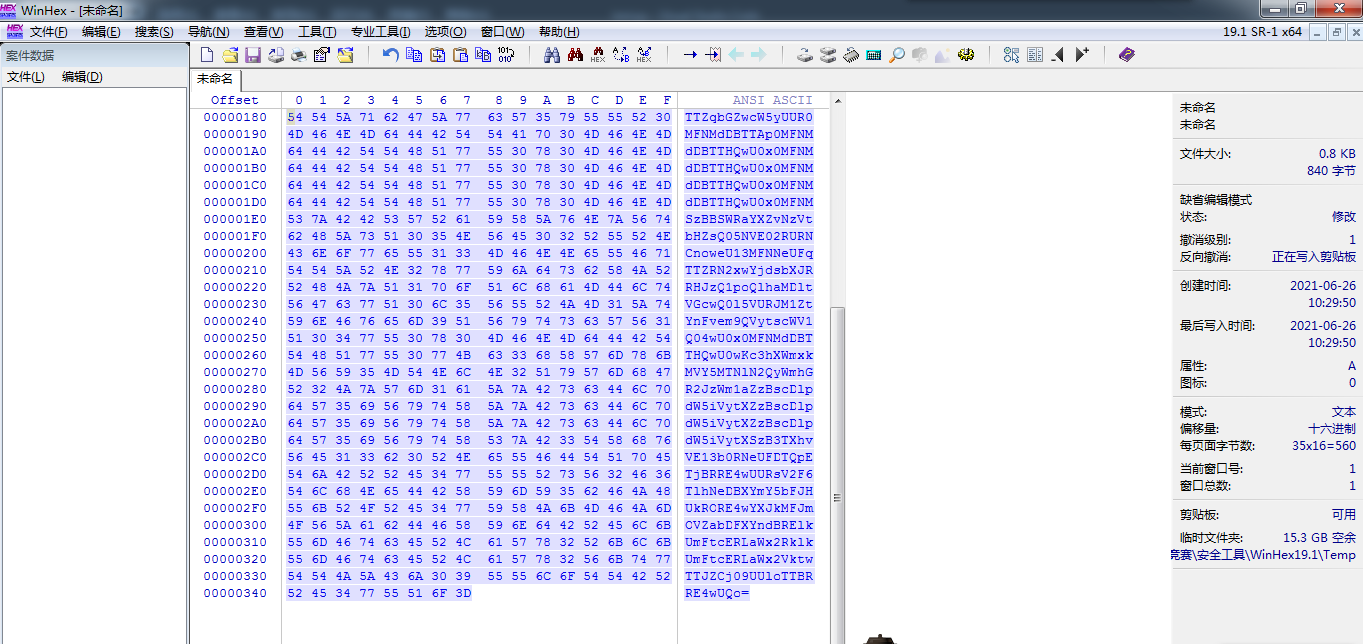 WinHex - [未命名]
文件(F) 编辑(E) 搜索(S) 导航(N) 查看(V) 工具(T) 专业工具(I) 选项(O) 窗口(W) 帮助(H) 19.1 SR-1 x64
案件数据
文件(L) 编辑(D)
未命名
Offset 0 1 2 3 4 5 6 7 8 9 A B C D E F ANSI ASCII
00000180 54 54 5A 71 62 47 5A 77 63 57 35 79 55 55 52 30 TTZqbGZwcW5yUUR0
00000190 4D 46 4E 4D 64 44 42 54 54 41 70 30 4D 46 4E 4D MFNMdDBTTAp0MFNM
000001A0 64 44 42 54 54 48 51 77 55 30 78 30 4D 46 4E 4D dDBTTHQwU0x0MFNM
000001B0 64 44 42 54 54 48 51 77 55 30 78 30 4D 46 4E 4D dDBTTHQwU0x0MFNM
000001C0 64 44 42 54 54 48 51 77 55 30 78 30 4D 46 4E 4D dDBTTHQwU0x0MFNM
000001D0 64 44 42 54 54 48 51 77 55 30 78 30 4D 46 4E 4D dDBTTHQwU0x0MFNM
000001E0 53 7A 42 42 53 57 52 61 59 58 5A 76 4E 7A 56 74 SzBBSWRaYXZvNzVt
000001F0 62 48 5A 73 51 30 35 4E 56 45 30 32 52 55 52 4E bHZsQ05NVE02RURN
00000200 43 6E 6F 77 65 55 31 33 4D 46 4E 4E 65 55 46 71 CnoweU13MFNNeUFq
00000210 54 54 5A 52 4E 32 78 77 59 6A 64 73 62 58 4A 52 TTZRN2xwYjdsbXJR
00000220 52 48 4A 7A 51 31 70 6F 51 6C 68 61 4D 44 6C 74 RHJzQ1poQlhaMDlt
00000230 56 47 63 77 51 30 6C 35 56 55 52 4A 4D 31 5A 74 VGcwQ0l5VURJM1Zt
00000240 59 6E 46 76 65 6D 39 51 56 79 74 73 63 57 56 31 YnFvem9QVytscWV1
00000250 51 30 34 77 55 30 78 30 4D 46 4E 4D 64 44 42 54 Q04wU0x0MFNMdDBT
00000260 54 48 51 77 55 30 77 4B 63 33 68 58 57 6D 78 6B THQwU0wKc3hXWmxk
00000270 4D 56 59 35 4D 54 4E 6C 4E 32 51 79 57 6D 68 47 MVY5MTNlN2QyWmhG
00000280 52 32 4A 7A 57 6D 31 61 5A 7A 42 73 63 44 6C 70 R2JzWm1aZzBscDlp
00000290 64 57 35 69 56 79 74 58 5A 7A 42 73 63 44 6C 70 dW5iVytXZzBscDlp
000002A0 64 57 35 69 56 79 74 58 5A 7A 42 73 63 44 6C 70 dW5iVytXZzBscDlp
000002B0 64 57 35 69 56 79 74 58 53 7A 42 33 54 58 68 76 dW5iVytXSzB3TXhv
000002C0 56 45 31 33 62 30 52 4E 65 55 46 44 54 51 70 45 VE13b0RNeUFDTQpE
000002D0 54 6A 42 52 52 45 34 77 55 55 52 73 56 32 46 36 TjBRRE4wUURsV2F6
000002E0 54 6C 68 4E 65 44 42 58 59 6D 59 35 62 46 4A 48 TlhNeDBXYmY5bFJH
000002F0 55 6B 52 4F 52 45 34 77 59 58 4A 6B 4D 46 4A 6D UkRORE4wYXJkMFJm
00000300 4F 56 5A 61 62 44 46 58 59 6E 64 42 52 45 6C 6B OVZabDFXYndBRElk
00000310 55 6D 46 74 63 45 52 4C 61 57 78 32 52 6B 6C 6B UmFtcERLaWx2Rklk
00000320 55 6D 46 74 63 45 52 4C 61 57 78 32 56 6B 74 77 UmFtcERLaWx2Vktw
00000330 54 54 4A 5A 43 6A 30 39 55 55 6C 6F 54 54 42 52 TTJZCj09UUloTTBR
00000340 52 45 34 77 55 51 6F 3D RE4wUQo=
未命名
未命名
文件大小: 0.8 KB
840 字节
缺省编辑模式
状态: 修改
撤消级别: 1
反向撤消: 正在写入剪贴板
创建时间: 2021-06-26
10:29:50
最后写入时间: 2021-06-26
10:29:50
属性: A
图标: 0
模式: 文本
偏移量: 十六进制
每页面字节数: 35x16=560
当前窗口号: 1
窗口总数: 1
剪贴板: 可用
临时文件夹: 15.3 GB 空余
竞赛\安全工具\WinHex19.1\Temp